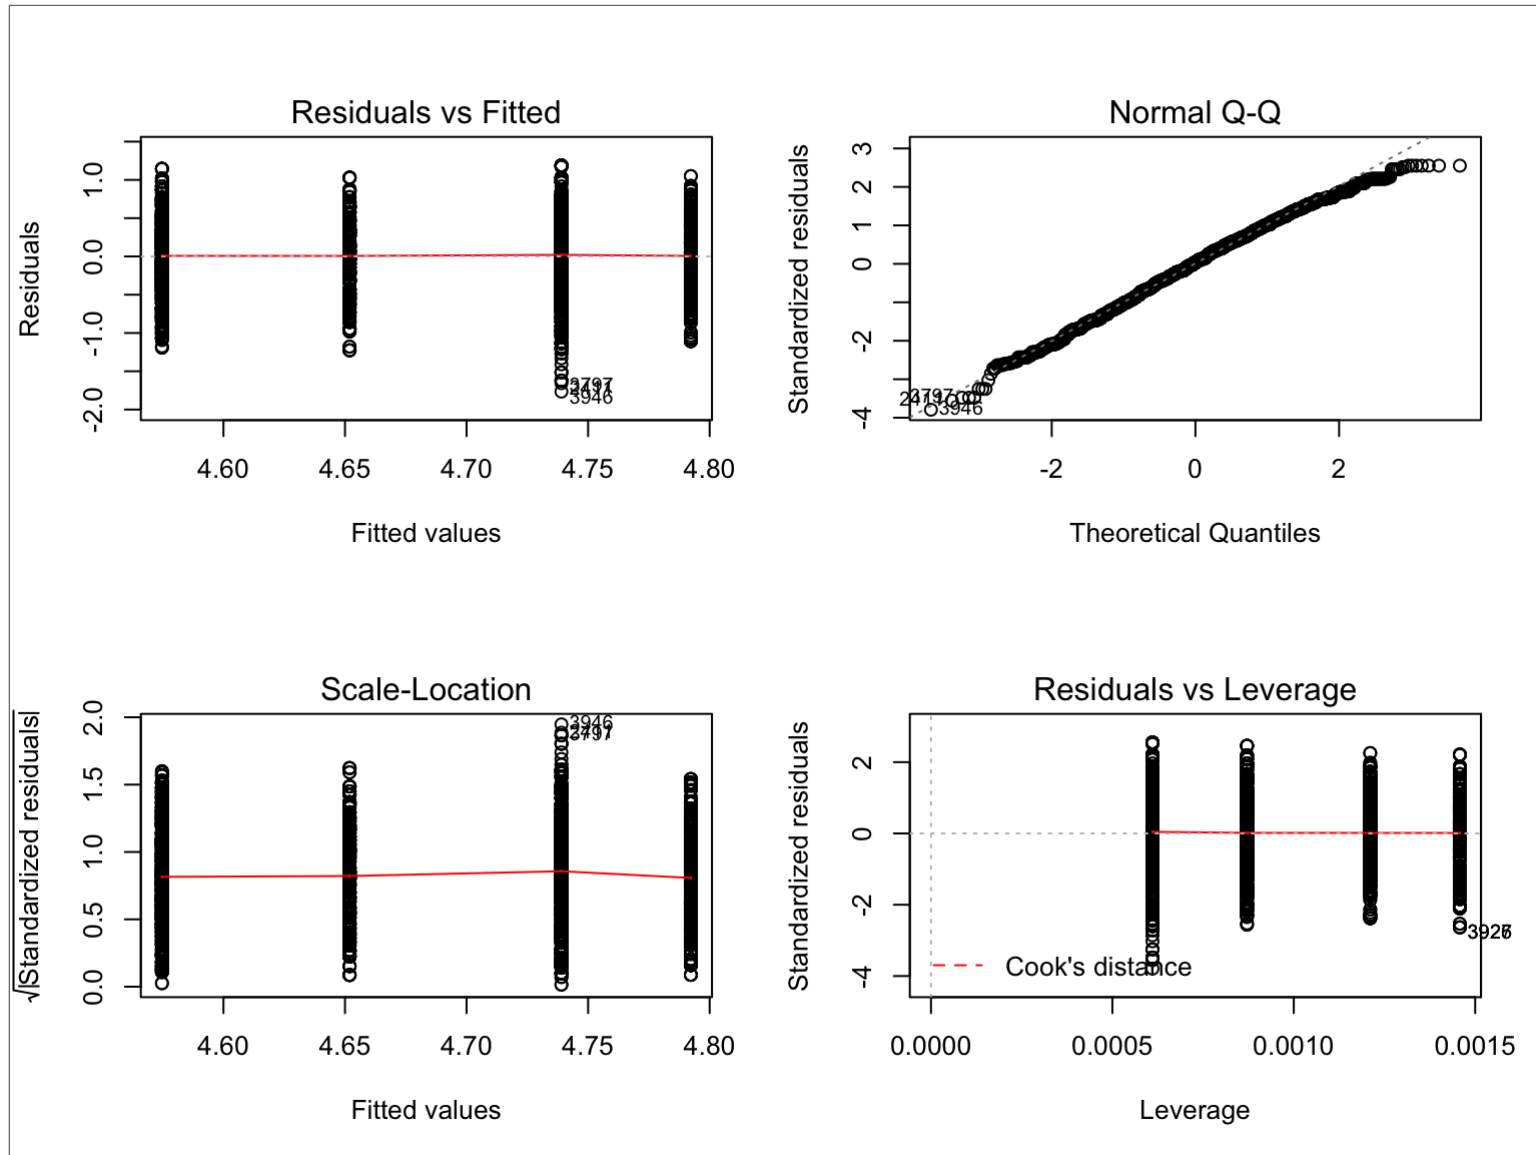 Residuals vs Fitted
Residuals
1.0
0.0
-1.0
-2.0
3946
4.60 4.65 4.70 4.75 4.80
Fitted values
Normal Q-Q
Standardized residuals
3
2
1
0
-2
-4
3946
-2 0 2
Theoretical Quantiles
Scale-Location
√|Standardized residuals|
2.0
1.5
1.0
0.5
0.0
3946
4.60 4.65 4.70 4.75 4.80
Fitted values
Residuals vs Leverage
Standardized residuals
2
0
-2
-4
Cook's distance
0.0000 0.0005 0.0010 0.0015
Leverage